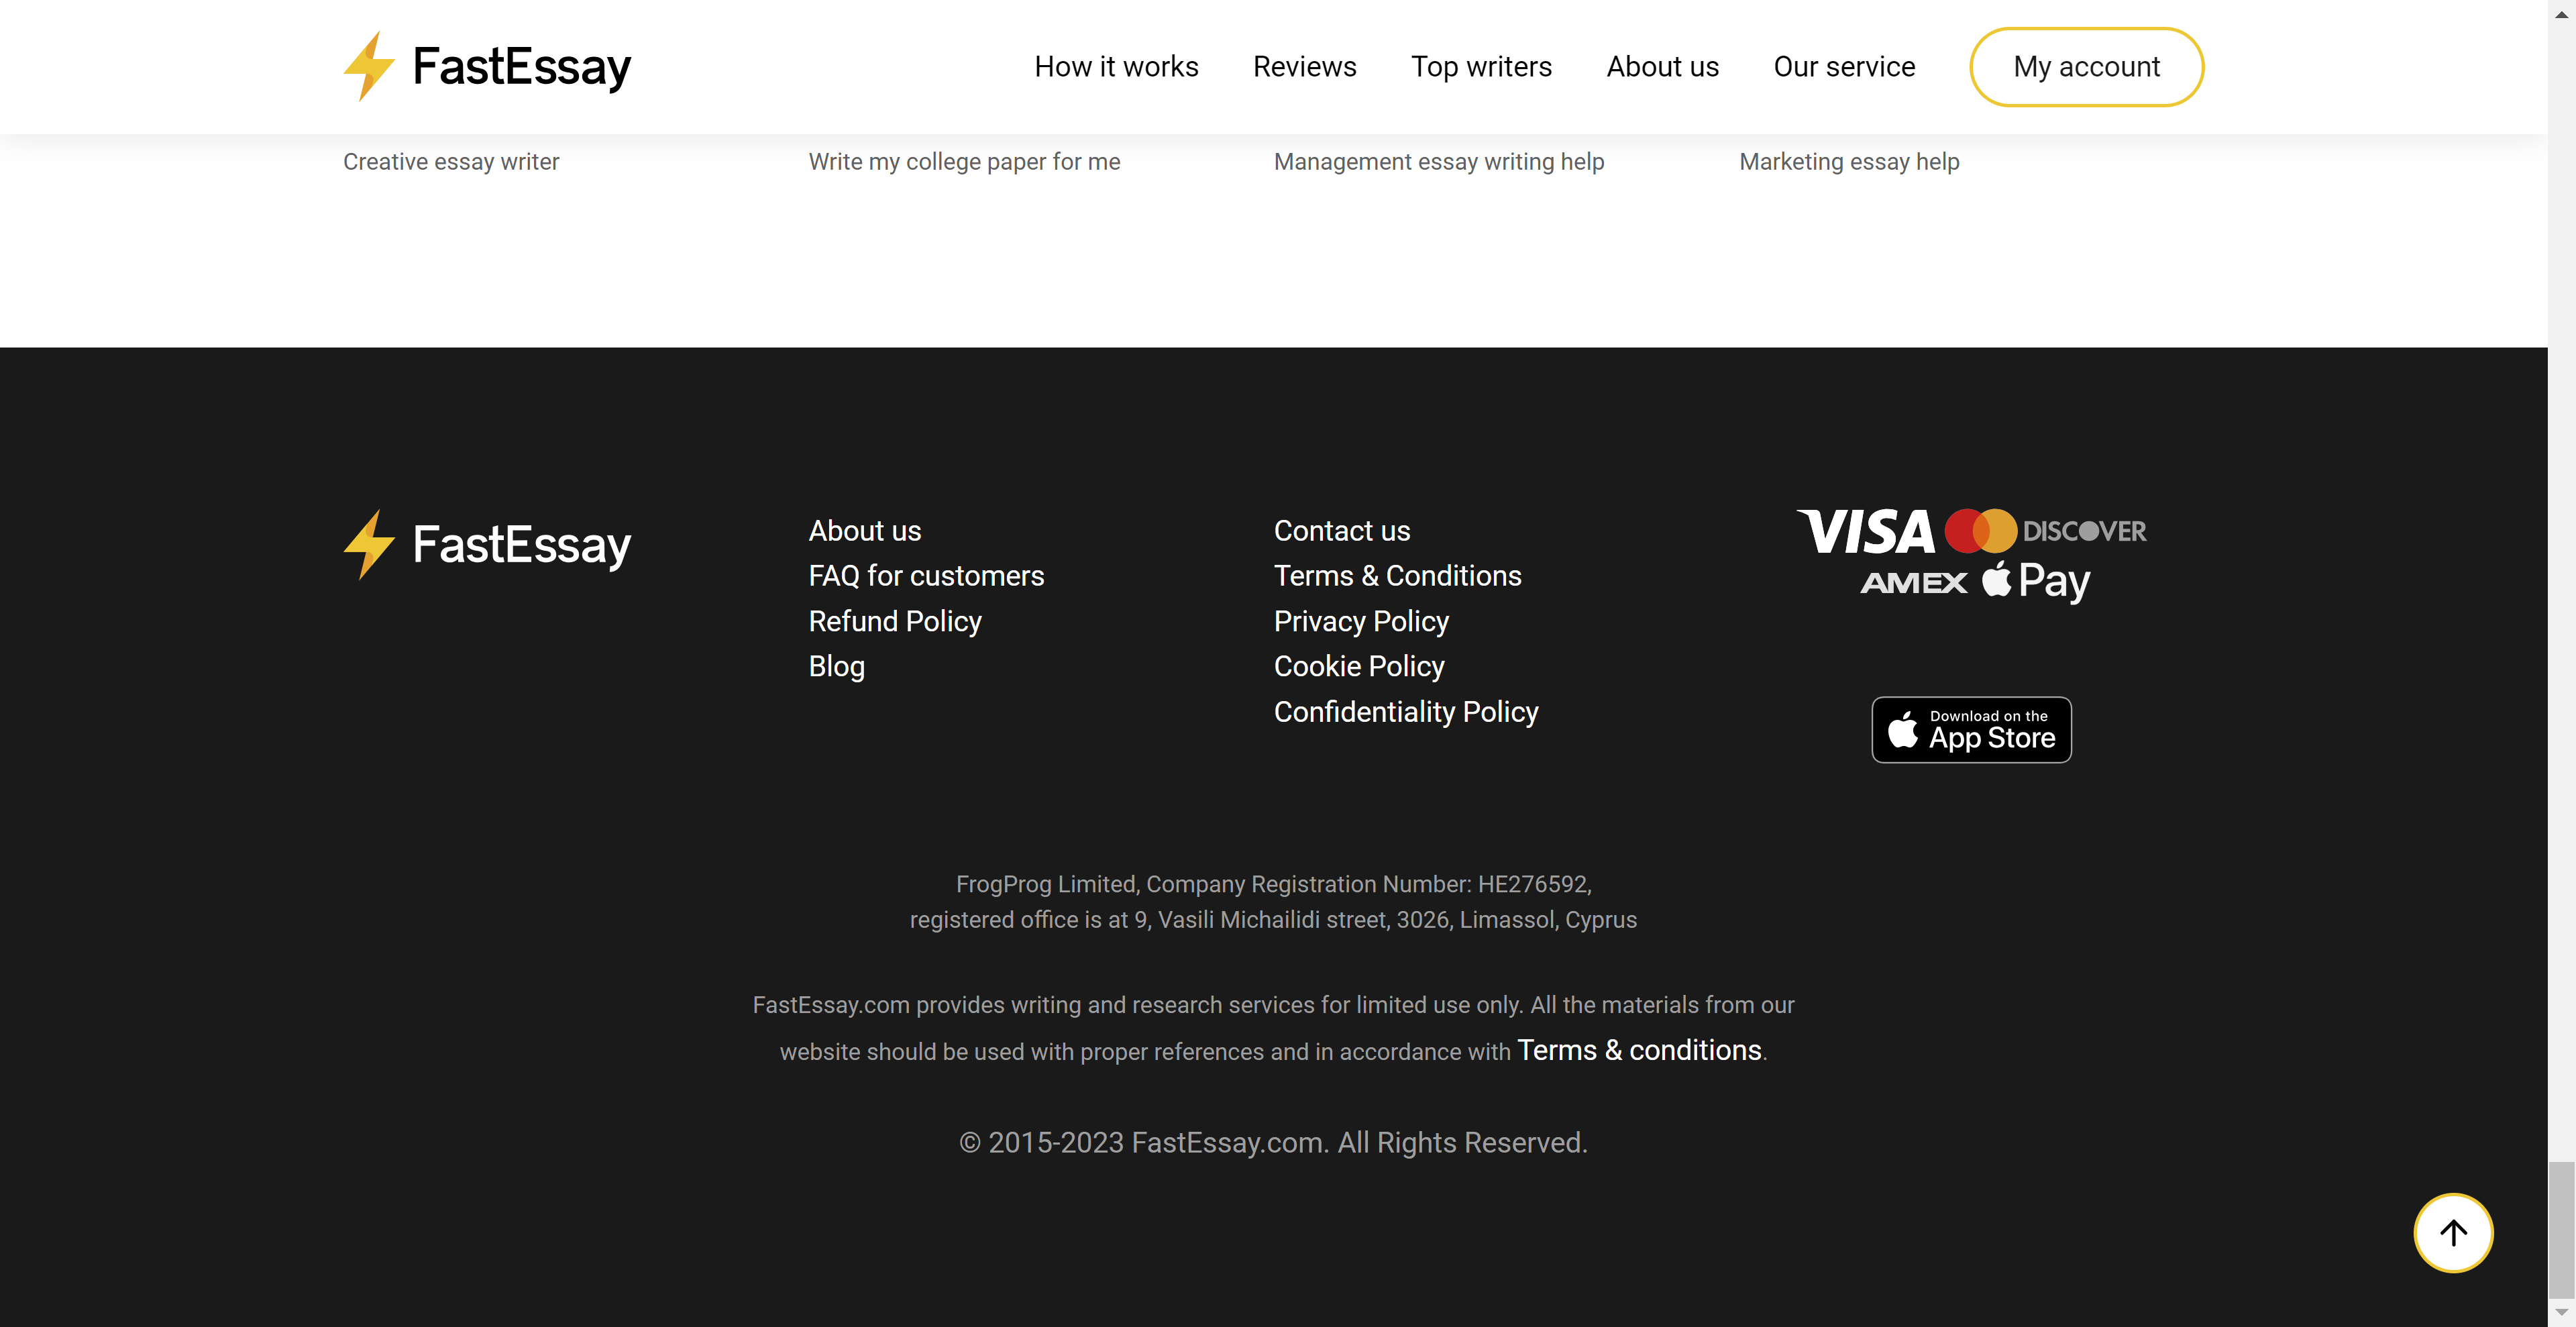 FastEssay
How it works
Reviews
Top writers
About us
Our service
My account
Creative essay writer
Write my college paper for me
Management essay writing help
Marketing essay help
FastEssay
About us
FAQ for customers
Refund Policy
Blog
Contact us
Terms & Conditions
Privacy Policy
Cookie Policy
Confidentiality Policy
VISA DISCOVER
AMEX Pay
Download on the
App Store
FrogProg Limited, Company Registration Number: HE276592,
registered office is at 9, Vasili Michailidi street, 3026, Limassol, Cyprus
FastEssay.com provides writing and research services for limited use only. All the materials from our
website should be used with proper references and in accordance with Terms & conditions.
© 2015-2023 FastEssay.com. All Rights Reserved.